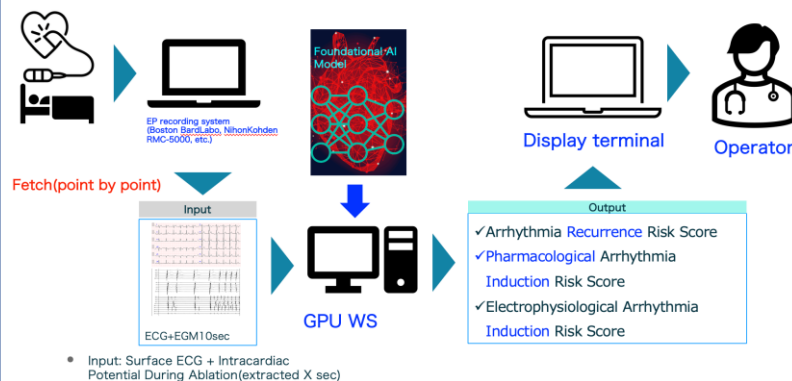 Foundational AI
Model
EP recording system
(Boston BardLabo, NihonKohden
RMC-5000, etc.)
Display terminal
Operator
Fetch(point by point)
Input
ECG+EGM10sec
GPU WS
Output
✓Arrhythmia Recurrence Risk Score
✓Pharmacological Arrhythmia
Induction Risk Score
✓Electrophysiological Arrhythmia
Induction Risk Score
• Input: Surface ECG + Intracardiac
Potential During Ablation(extracted X sec)